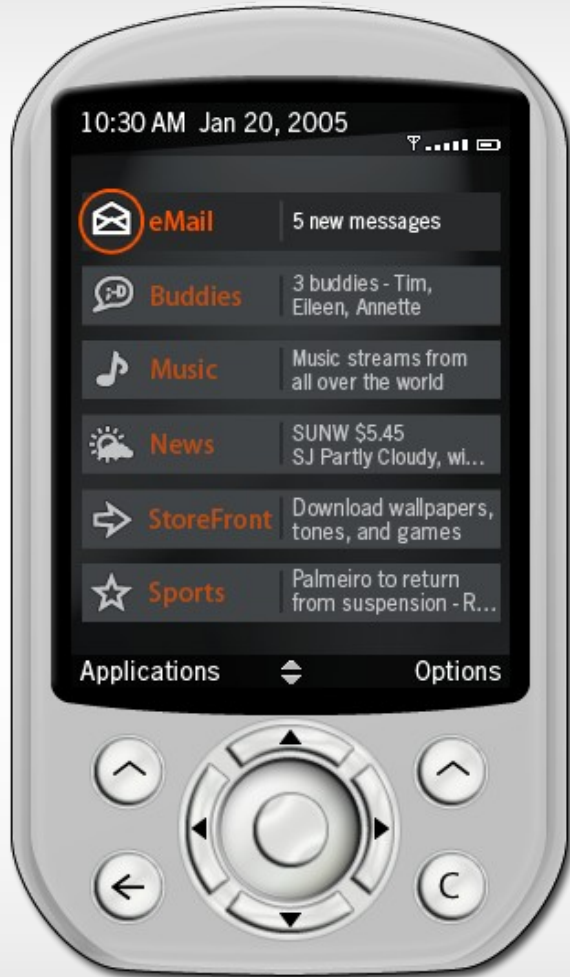 10:30 AM Jan 20, 2005
eMail
5 new messages
Buddies
3 buddies - Tim,
Eileen, Annette
Music
Music streams from
all over the world
News
SUNW $5.45
SJ Partly Cloudy, wi...
StoreFront
Download wallpapers,
tones, and games
Sports
Palmeiro to return
from suspension - R...
Applications
Options
C